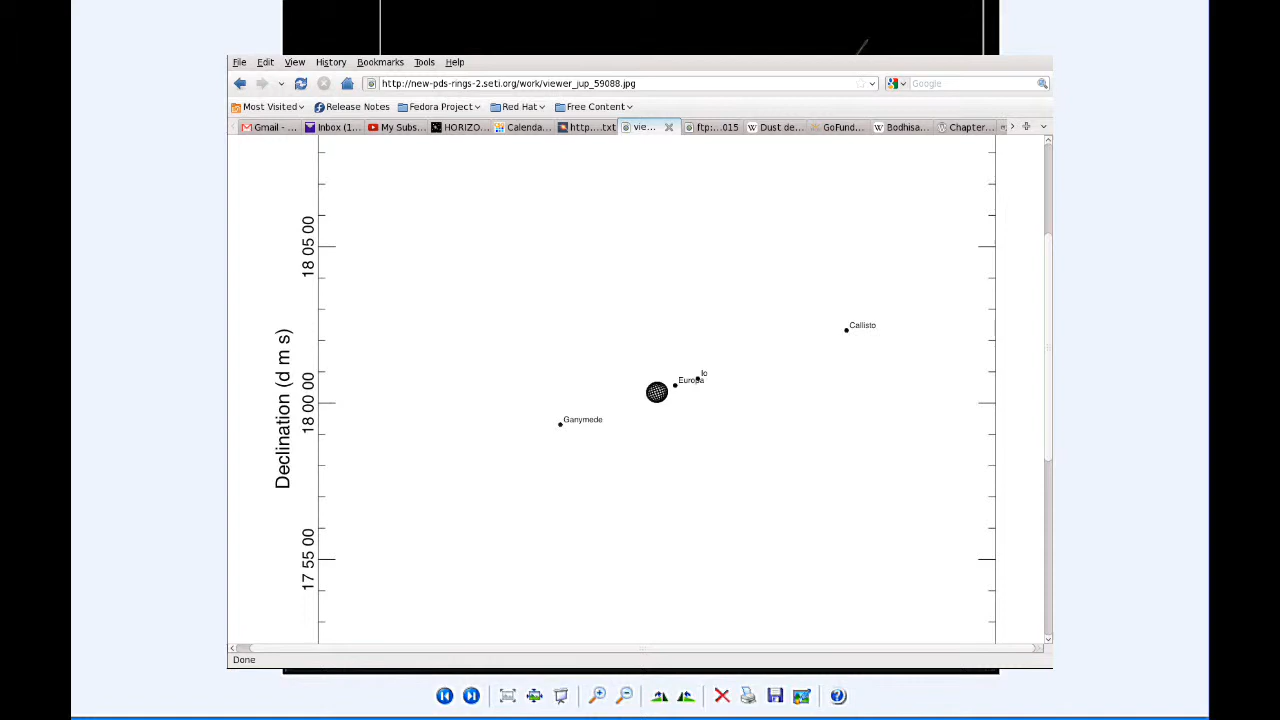 File Edit View History Bookmarks Tools Help
http://new-pds-rings-2.seti.org/work/viewer_jup_59088.jpg
Google
Most Visited Release Notes Fedora Project Red Hat Free Content
Gmail - ... Inbox (1... My Subs... HORIZO... Calenda... http....txt vie... ftp:...015 Dust de... GoFund... Bodhisa... Chapter...
18 05 00
Callisto
Io
Europa
Declination (d m s)
18 00 00
Ganymede
17 55 00
Done